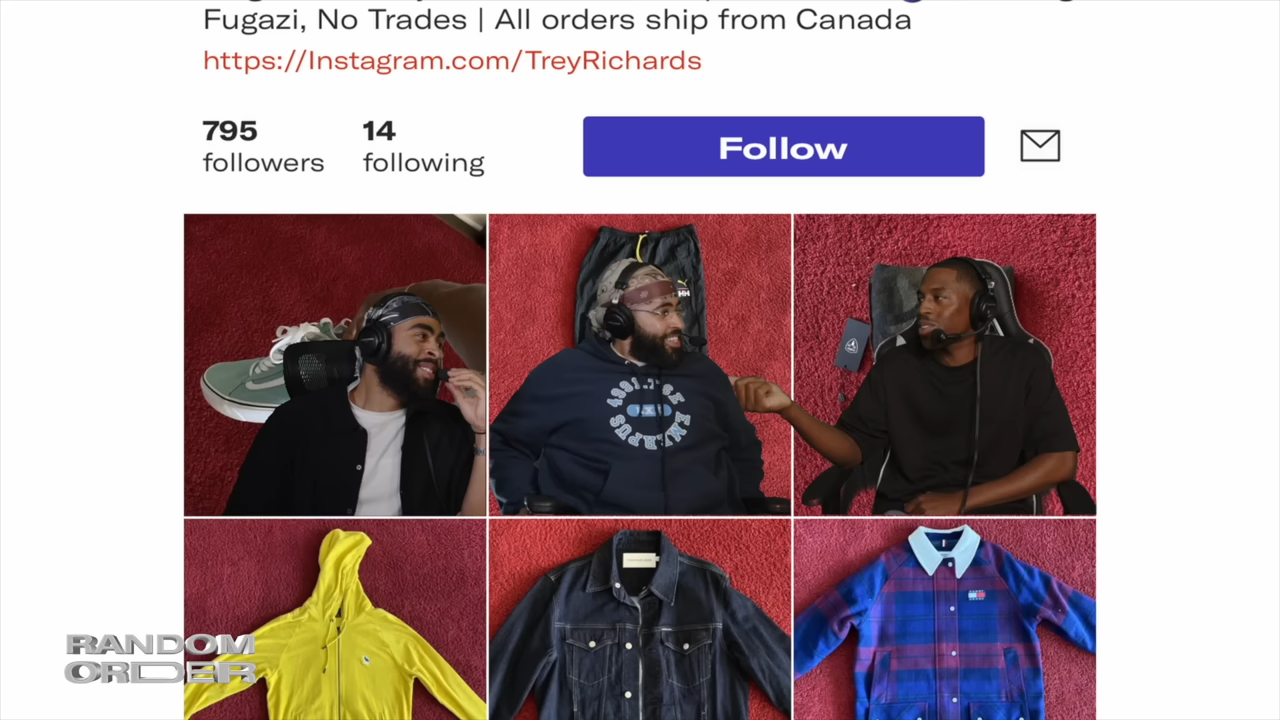 Fugazi, No Trades | All orders ship from Canada
https://Instagram.com/TreyRichards
795
followers
14
following
Follow
HH
RANDOM
ORDER